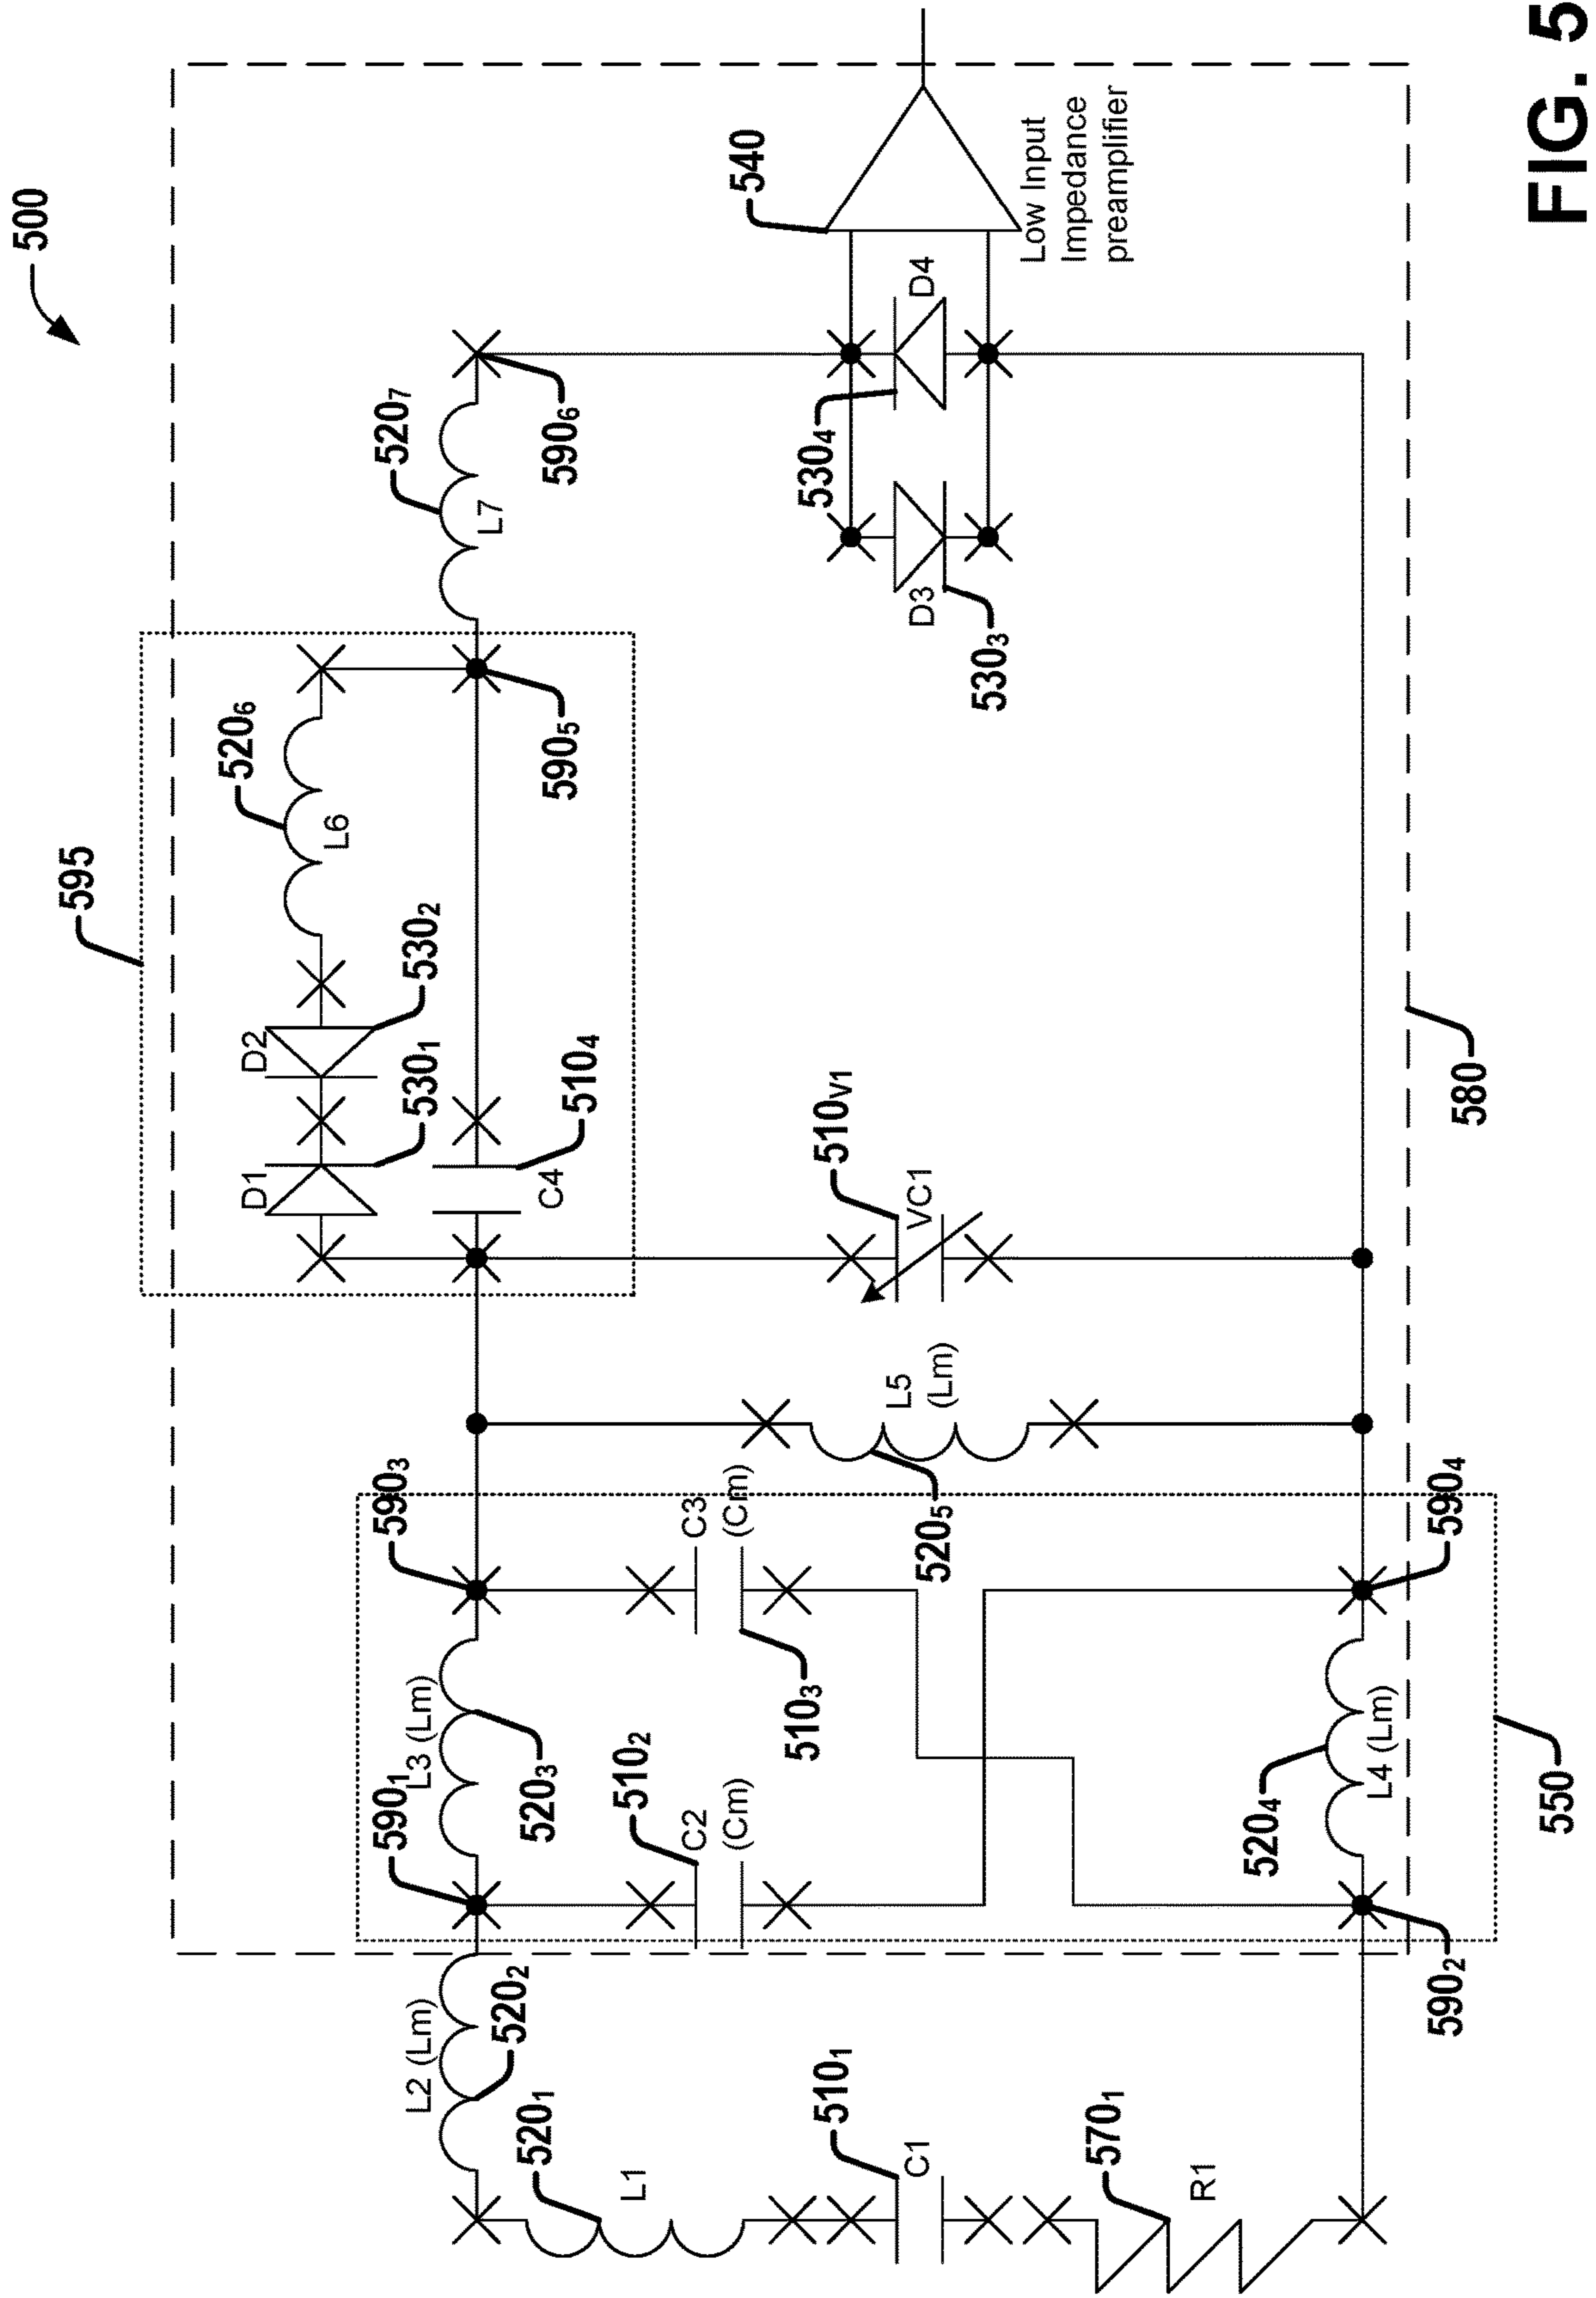 500
595
520₆
L6
D2
530₂
D1
530₁
510₄
C4
520₇
L7
590₆
590₅
540
Low Input
Impedance
preamplifier
D4
530₄
D3
530₃
510V1
VC1
L5
(Lm)
520₅
590₃
C3
(Cm)
510₃
L3 (Lm)
520₃
590₁
510₂
C2
(Cm)
590₄
L4 (Lm)
520₄
590₂
550
580
L2 (Lm)
520₂
520₁
L1
510₁
C1
570₁
R1
FIG. 5